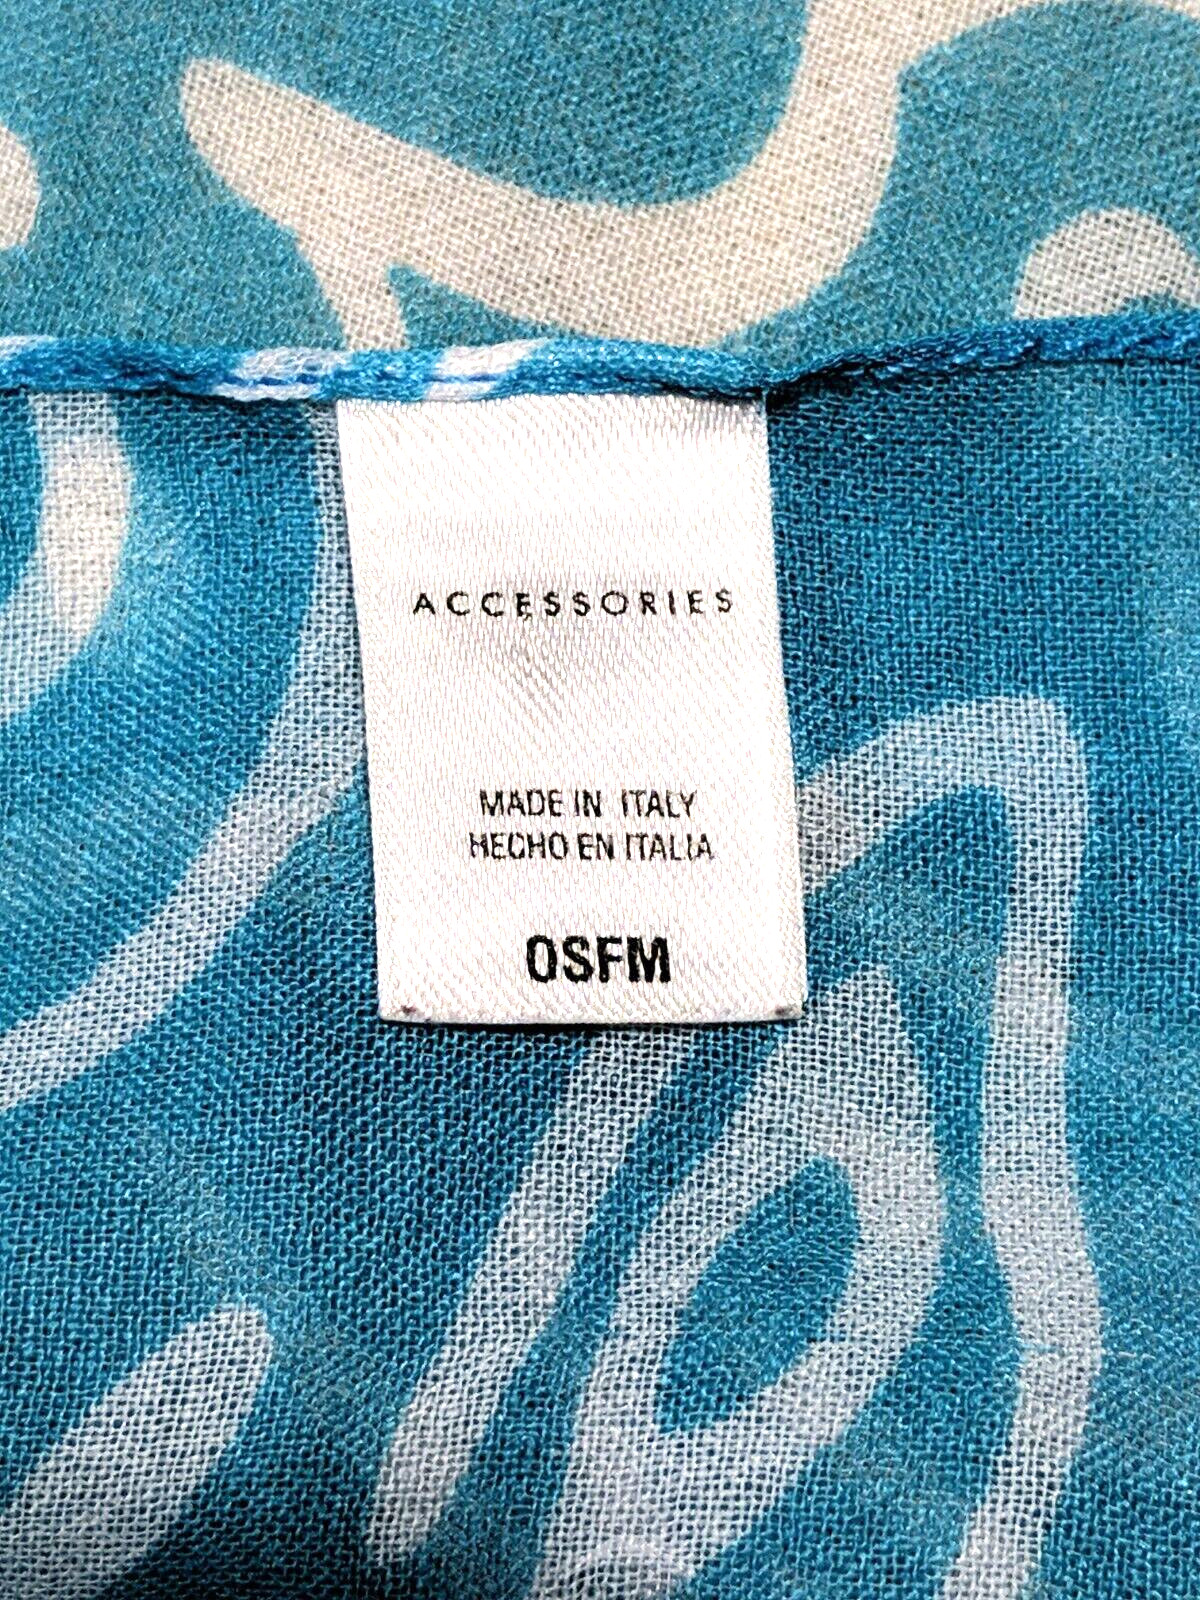 ACCESSORIES
MADE IN ITALY
HECHO EN ITALIA
OSFM